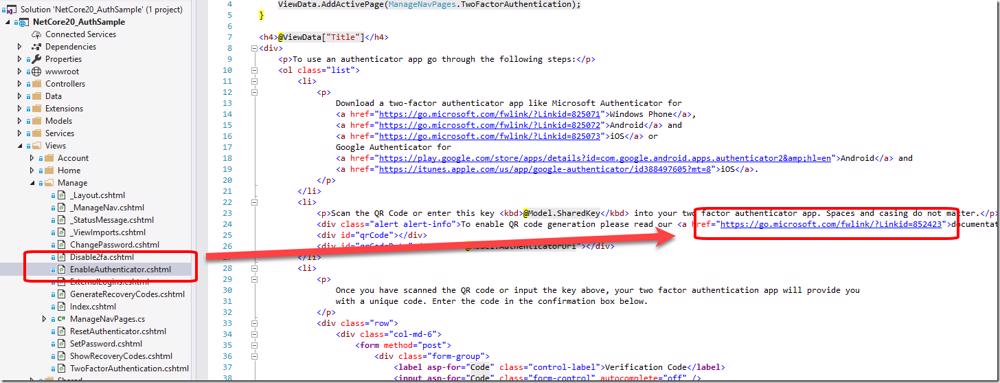 Solution 'NetCore20_AuthSample' (1 project)
NetCore20_AuthSample
Connected Services
Dependencies
Properties
wwwroot
Controllers
Data
Extensions
Models
Services
Views
Account
Home
Manage
_Layout.cshtml
_ManageNav.cshtml
_StatusMessage.cshtml
_ViewImports.cshtml
ChangePassword.cshtml
Disable2fa.cshtml
EnableAuthenticator.cshtml
ExternalLogins.cshtml
GenerateRecoveryCodes.cshtml
Index.cshtml
ManageNavPages.cs
ResetAuthenticator.cshtml
SetPassword.cshtml
ShowRecoveryCodes.cshtml
TwoFactorAuthentication.cshtml
Shared
4 ViewData.AddActivePage(ManageNavPages.TwoFactorAuthentication);
5 }
6
7 <h4>@ViewData["Title"]</h4>
8 <div>
9 <p>To use an authenticator app go through the following steps:</p>
10 <ol class="list">
11 <li>
12 <p>
13 Download a two-factor authenticator app like Microsoft Authenticator for
14 <a href="https://go.microsoft.com/fwlink/?Linkid=825071">Windows Phone</a>,
15 <a href="https://go.microsoft.com/fwlink/?Linkid=825072">Android</a> and
16 <a href="https://go.microsoft.com/fwlink/?Linkid=825073">iOS</a> or
17 Google Authenticator for
18 <a href="https://play.google.com/store/apps/details?id=com.google.android.apps.authenticator2&amp;hl=en">Android</a> and
19 <a href="https://itunes.apple.com/us/app/google-authenticator/id388497605?mt=8">iOS</a>.
20 </p>
21 </li>
22 <li>
23 <p>Scan the QR Code or enter this key <kbd>@Model.SharedKey</kbd> into your two factor authenticator app. Spaces and casing do not matter.</p>
24 <div class="alert alert-info">To enable QR code generation please read our <a href="https://go.microsoft.com/fwlink/?Linkid=852423">documentat
25 <div id="qrCode"></div>
26 <div id="qrCodeData" AuthenticatorUri"></div>
27 </li>
28 <li>
29 <p>
30 Once you have scanned the QR code or input the key above, your two factor authentication app will provide you
31 with a unique code. Enter the code in the confirmation box below.
32 </p>
33 <div class="row">
34 <div class="col-md-6">
35 <form method="post">
36 <div class="form-group">
37 <label asp-for="Code" class="control-label">Verification Code</label>
38 <input asp-for="Code" class="form-control" autocomplete="off" />